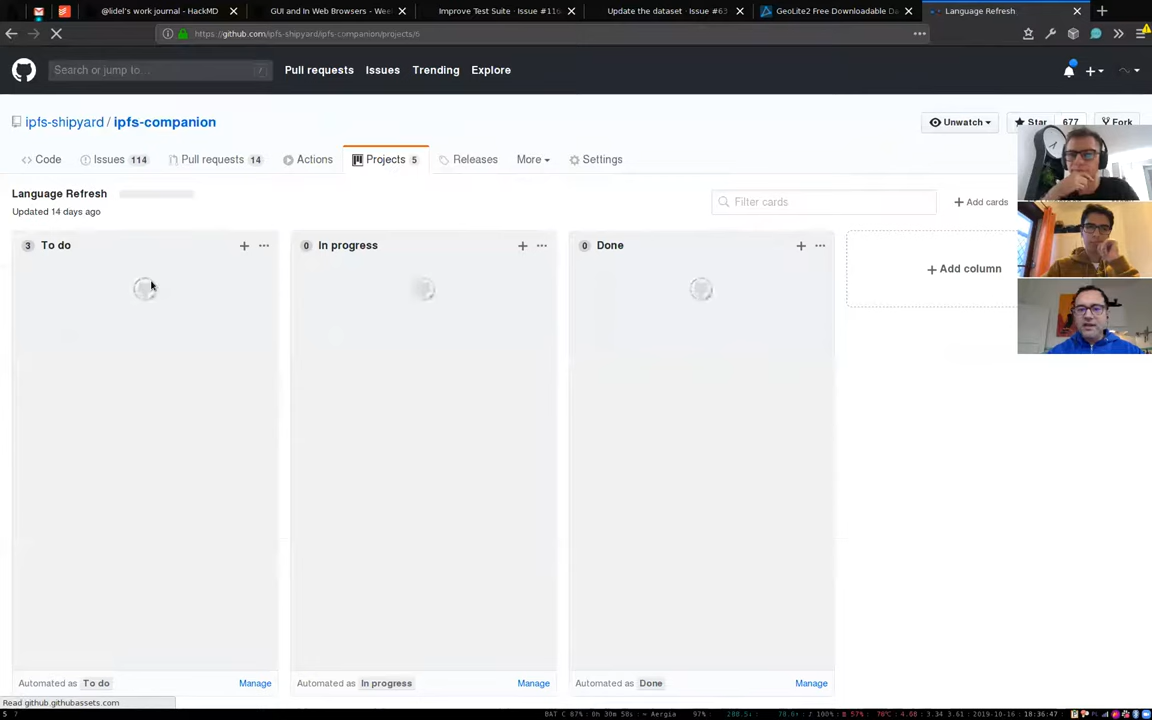 @lidel's work journal - HackMD
GUI and In Web Browsers - Wee
Improve Test Suite · Issue #11
Update the dataset · Issue #63
GeoLite2 Free Downloadable Da
Language Refresh
https://github.com/ipfs-shipyard/ipfs-companion/projects/6
Search or jump to…
/
Pull requests
Issues
Trending
Explore
ipfs-shipyard / ipfs-companion
Unwatch
Star
677
Fork
Code
Issues 114
Pull requests 14
Actions
Projects 5
Releases
More
Settings
Language Refresh
Updated 14 days ago
Filter cards
+ Add cards
3 To do
0 In progress
0 Done
+ Add column
Automated as To do
Manage
Automated as In progress
Manage
Automated as Done
Manage
Read github.githubassets.com